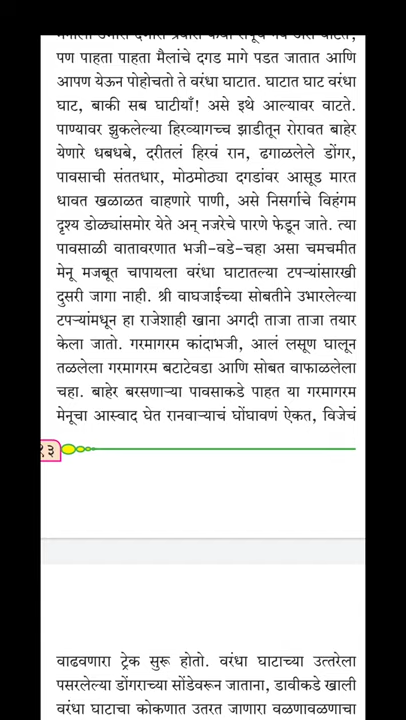 पण पाहता पाहता मैलांचे दगड मागे पडत जातात आणि
आपण येऊन पोहोचतो ते वरंधा घाटात. घाटात घाट वरंधा
घाट, बाकी सब घाटीयाँ! असे इथे आल्यावर वाटते.
पाण्यावर झुकलेल्या हिरव्यागच्च झाडीतून रोरावत बाहेर
येणारे धबधबे, दरीतलं हिरवं रान, ढगाळलेले डोंगर,
पावसाची संततधार, मोठमोठ्या दगडांवर आसूड मारत
धावत खळाळत वाहणारे पाणी, असे निसर्गाचे विहंगम
दृश्य डोळ्यांसमोर येते अन् नजरेचे पारणे फेडून जाते. त्या
पावसाळी वातावरणात भजी-वडे-चहा असा चमचमीत
मेनू मजबूत चापायला वरंधा घाटातल्या टपऱ्यांसारखी
दुसरी जागा नाही. श्री वाघजाईच्या सोबतीने उभारलेल्या
टपऱ्यांमधून हा राजेशाही खाना अगदी ताजा ताजा तयार
केला जातो. गरमागरम कांदाभजी, आलं लसूण घालून
तळलेला गरमागरम बटाटेवडा आणि सोबत वाफाळलेला
चहा. बाहेर बरसणाऱ्या पावसाकडे पाहत या गरमागरम
मेनूचा आस्वाद घेत रानवाऱ्याचं घोंघावणं ऐकत, विजेचं
वाढवणारा ट्रेक सुरू होतो. वरंधा घाटाच्या उत्तरेला
पसरलेल्या डोंगराच्या सोंडेवरून जाताना, डावीकडे खाली
वरंधा घाटाचा कोकणात उतरत जाणारा वळणावळणाचा